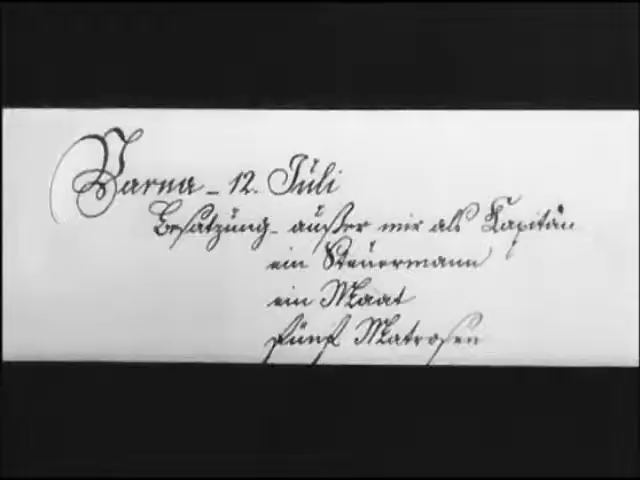 Varna - 12. Juli
Besatzung - außer mir als Kapitän
ein Steuermann
ein Maat
fünf Matrosen